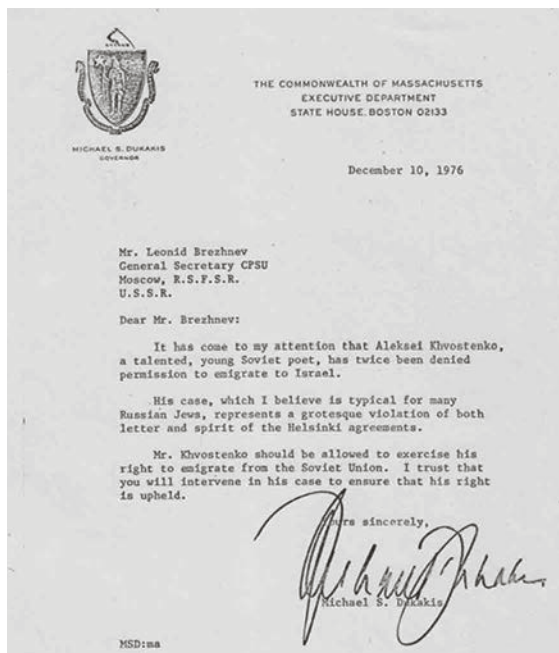 MICHAEL S. DUKAKIS
GOVERNOR
THE COMMONWEALTH OF MASSACHUSETTS
EXECUTIVE DEPARTMENT
STATE HOUSE, BOSTON 02133
December 10, 1976
Mr. Leonid Brezhnev
General Secretary CPSU
Moscow, R.S.F.S.R.
U.S.S.R.
Dear Mr. Brezhnev:
It has come to my attention that Aleksei Khvostenko,
a talented, young Soviet poet, has twice been denied
permission to emigrate to Israel.
His case, which I believe is typical for many
Russian Jews, represents a grotesque violation of both
letter and spirit of the Helsinki agreements.
Mr. Khvostenko should be allowed to exercise his
right to emigrate from the Soviet Union. I trust that
you will intervene in his case to ensure that his right
is upheld.
Yours sincerely,
Michael S. Dukakis
MSD:ma